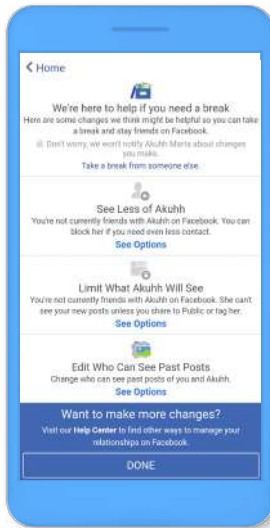 Home
We're here to help if you need a break
Here are some changes we think might be helpful so you can take
a break and stay friends on Facebook.
Don't worry, we won't notify Akuhh Marta about changes
you make.
Take a break from someone else.
See Less of Akuhh
You're not currently friends with Akuhh on Facebook. You can
block her if you need even less contact.
See Options
Limit What Akuhh Will See
You're not currently friends with Akuhh on Facebook. She cant
see your new posts unless you share to Public or tag her.
See Options
Edit Who Can See Past Posts
Change who can see past posts of you and Akuhh.
See Options
Want to make more changes?
Visit our Help Center to find other ways to manage your
relationships on Facebook.
DONE